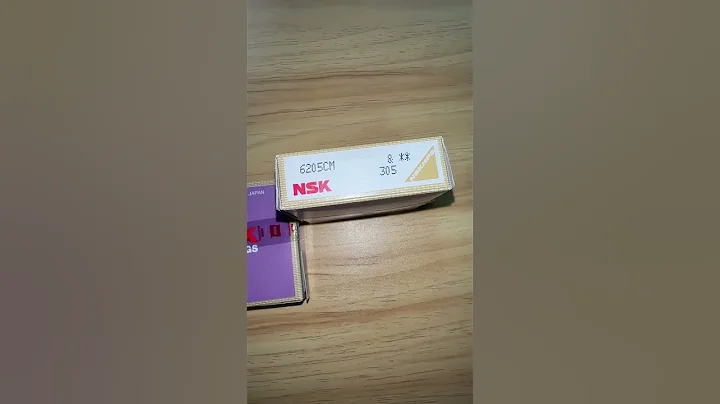 6205CM & **
NSK 305
JAPAN
K
GS